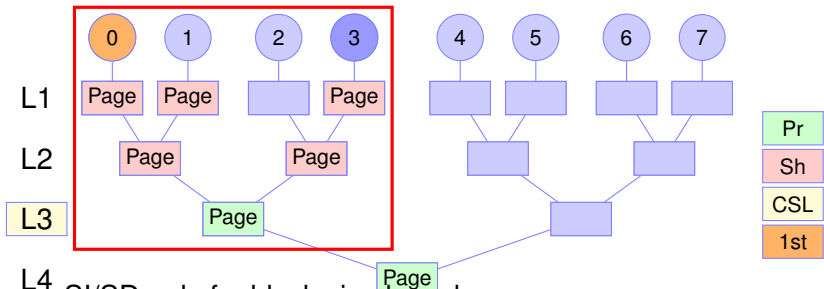 0 1 2 3 4 5 6 7
L1 Page Page Page
L2 Page Page
L3 Page
L4 Page
Pr
Sh
CSL
1st